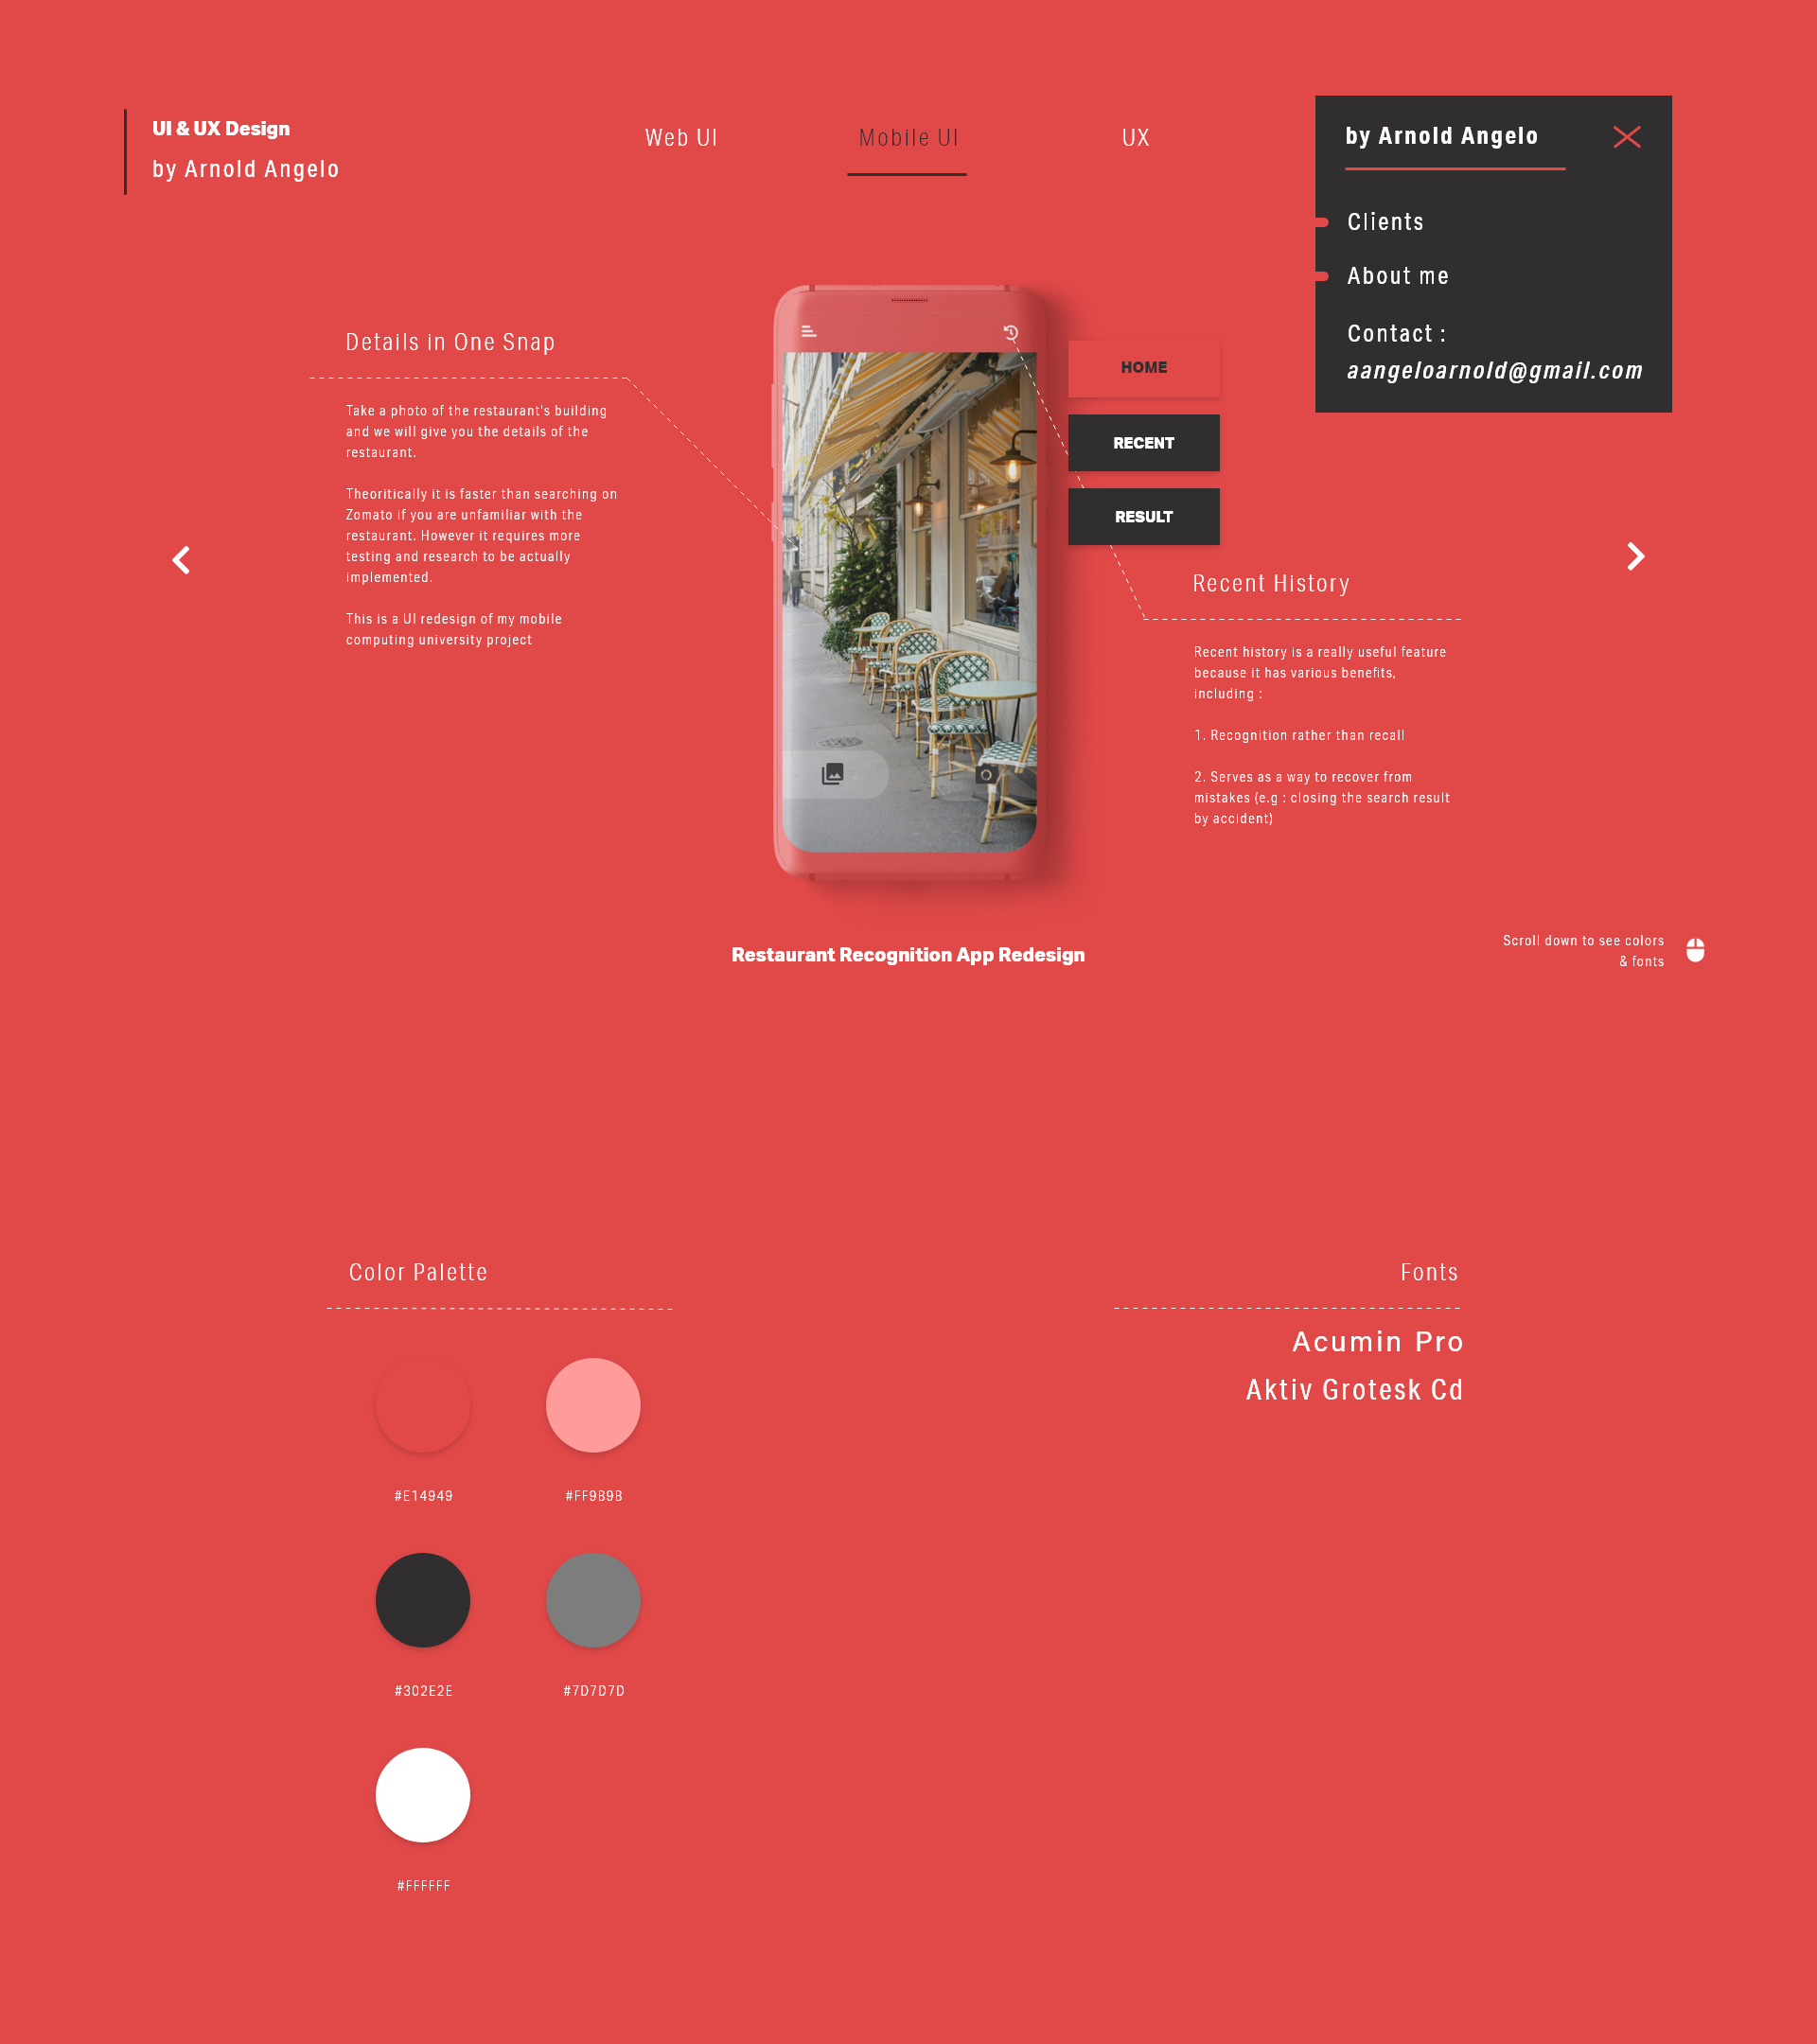 UI & UX Design
by Arnold Angelo
Web UI
Mobile UI
UX
by Arnold Angelo
Clients
About me
Contact :
aangeloarnold@gmail.com
Details in One Snap
Take a photo of the restaurant's building
and we will give you the details of the
restaurant.
Theoritically it is faster than searching on
Zomato if you are unfamiliar with the
restaurant. However it requires more
testing and research to be actually
implemented.
This is a UI redesign of my mobile
computing university project
HOME
RECENT
RESULT
Recent History
Recent history is a really useful feature
because it has various benefits,
including :
1. Recognition rather than recall
2. Serves as a way to recover from
mistakes (e.g : closing the search result
by accident)
Restaurant Recognition App Redesign
Scroll down to see colors
& fonts
Color Palette
#E14949
#FF9B9B
#302E2E
#7D7D7D
#FFFFFF
Fonts
Acumin Pro
Aktiv Grotesk Cd